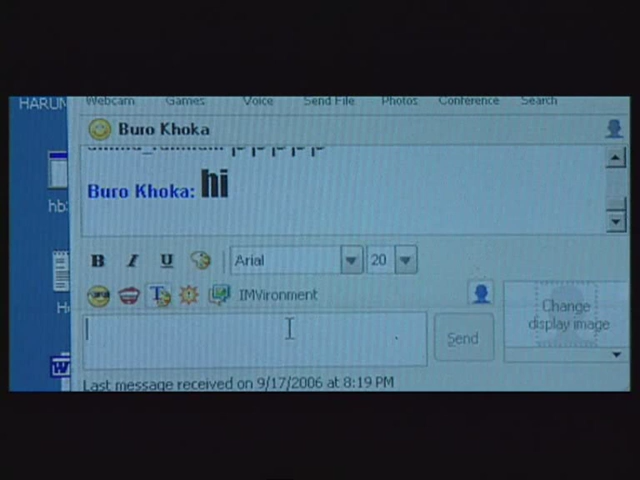 HARUN
Webcam Games Voice Send File Photos Conference Search
Buro Khoka
Buro Khoka: hi
B I U Arial 20
IMVironment
Change
display image
Send
Last message received on 9/17/2006 at 8:19 PM